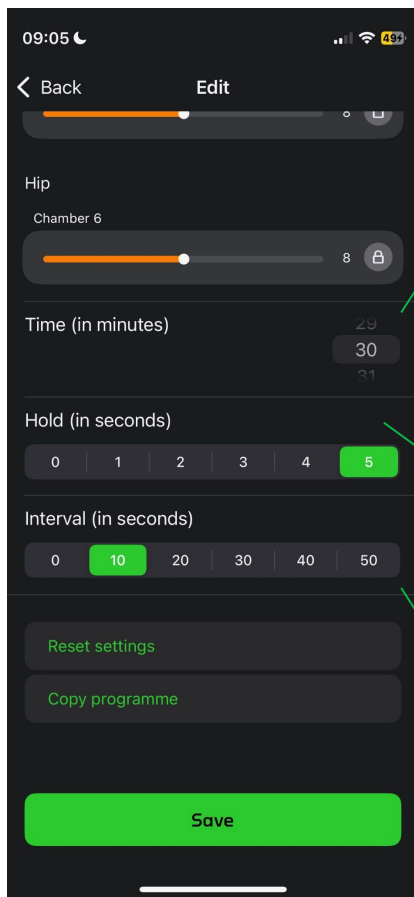 09:05
49
Back
Edit
8
Hip
Chamber 6
8
Time (in minutes)
29
30
31
Hold (in seconds)
0 1 2 3 4 5
Interval (in seconds)
0 10 20 30 40 50
Reset settings
Copy programme
Save